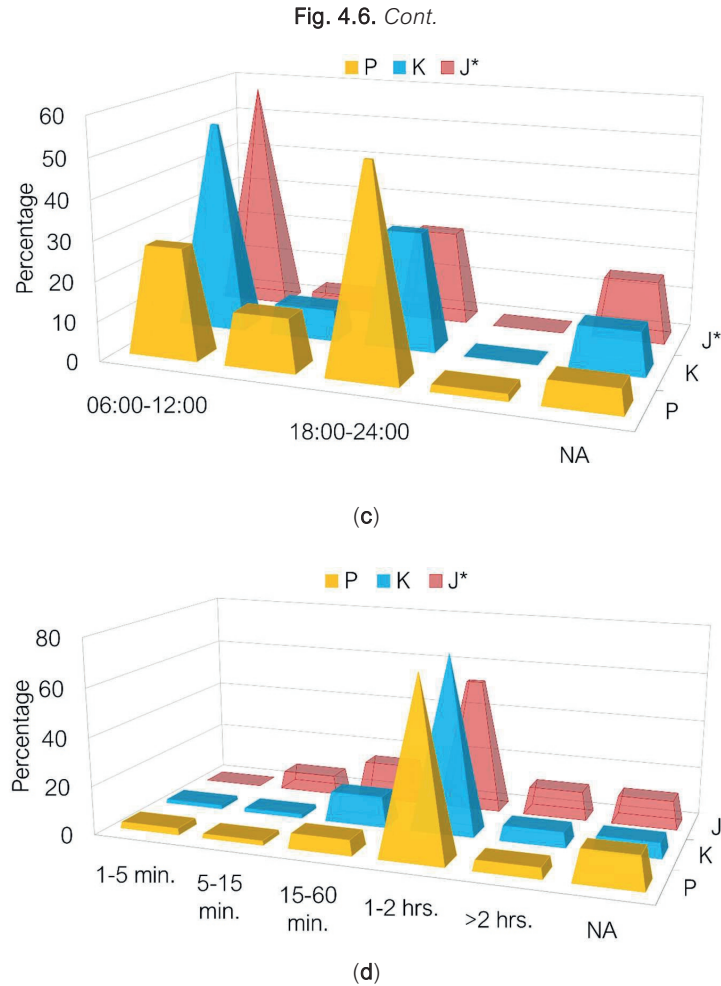 Fig. 4.6. Cont.
P K J*
60
50
40
30
20
10
0
Percentage
06:00-12:00
18:00-24:00
NA
P
K
J*
(c)
P K J*
80
60
40
20
0
Percentage
1-5 min.
5-15
min.
15-60
min.
1-2 hrs.
>2 hrs.
NA
P
K
J
(d)